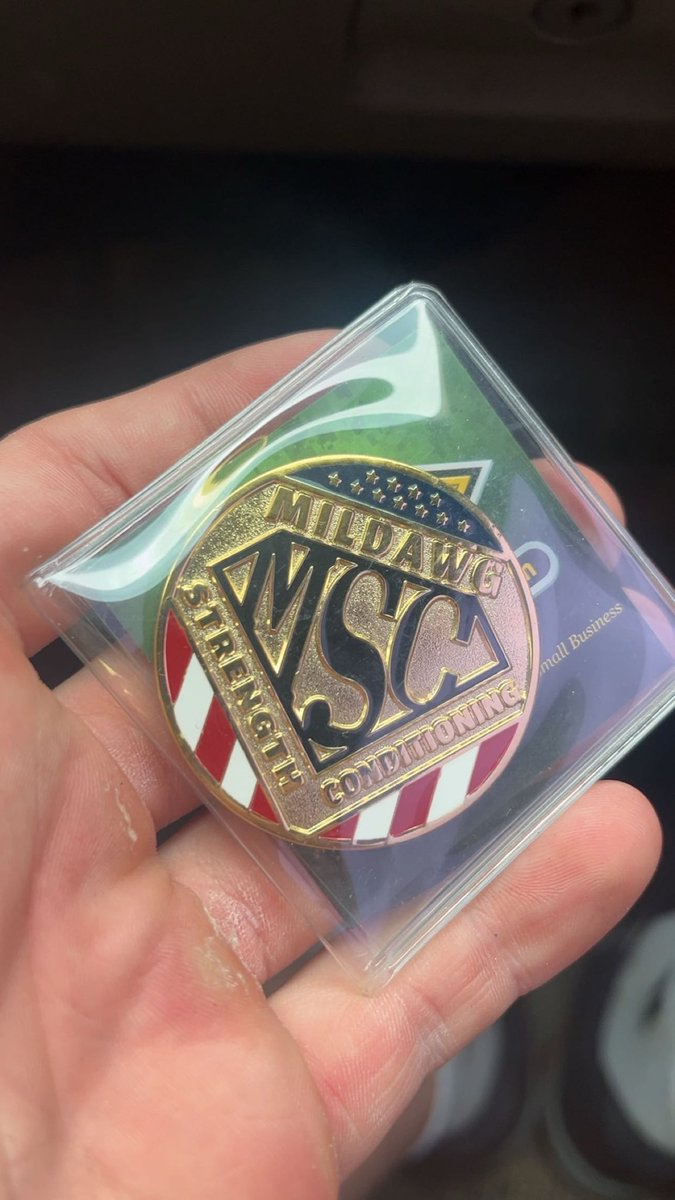 MILDAWG
MSC
STRENGTH
CONDITIONING
mall Business